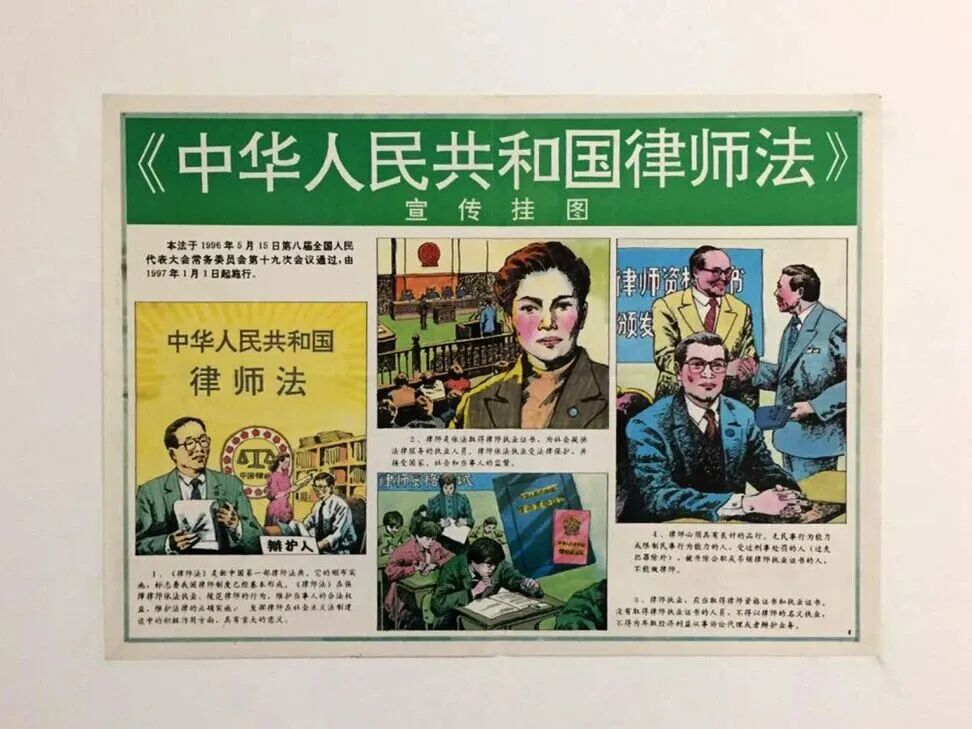 《中华人民共和国律师法》
宣传挂图
本法于1996年5月15日第八届全国人民
代表大会常务委员会第十九次会议通过,由
1997年1月1日起施行。
中华人民共和国
律师法
辩护人
1、《律师法》是新中国第一部律师法典。它的颁布实
施,标志着我国律师制度已经基本形成。《律师法》在保
障律师依法执业,规范律师的行为,维护当事人的合法权
益,维护法律的正确实施,发挥律师在社会主义法制建
设中的积极作用方面,具有重大的意义。
2、律师是依法取得律师执业证书,为社会提供
法律服务的执业人员。律师依法执业受法律保护,并
接受国家、社会和当事人的监督。
律师资格 试
律师资格 书
颁发
4、律师必须具有良好的品行。无民事行为能力
或限制民事行为能力的人,受过刑事处罚的人(过失
犯罪除外),被开除公职或吊销律师执业证书的人,
不能做律师。
3、律师执业,应当取得律师资格证书和执业证书。
没有取得律师执业证书的人员,不得以律师的名义执业,
不得为牟取经济利益从事诉讼代理或者辩护业务。